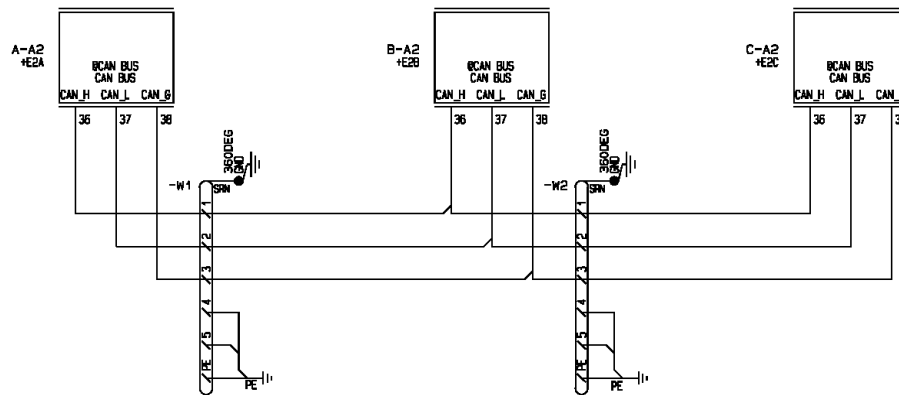 A-A2
+E2A
@CAN BUS
CAN BUS
CAN_H CAN_L CAN_G
36 37 38
B-A2
+E2B
@CAN BUS
CAN BUS
CAN_H CAN_L CAN_G
36 37 38
C-A2
+E2C
@CAN BUS
CAN BUS
CAN_H CAN_L CAN_
36 37 3
360DEG
GND
-W1
SRN
1
2
3
4
5
PE
PE
360DEG
GND
-W2
SRN
1
2
3
4
5
PE
PE